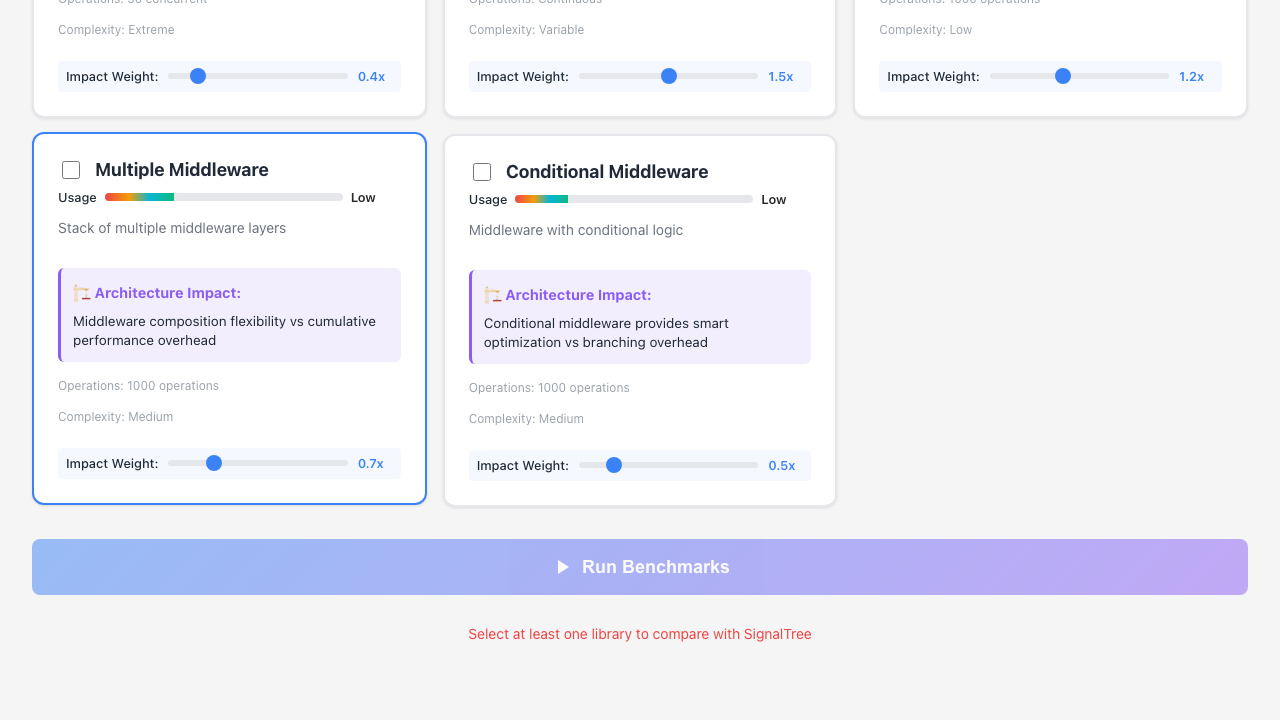 Operations: 50 concurrent
Complexity: Extreme
Impact Weight: 0.4x
Operations: Continuous
Complexity: Variable
Impact Weight: 1.5x
Operations: 1000 operations
Complexity: Low
Impact Weight: 1.2x
Multiple Middleware
Usage Low
Stack of multiple middleware layers
Architecture Impact:
Middleware composition flexibility vs cumulative
performance overhead
Operations: 1000 operations
Complexity: Medium
Impact Weight: 0.7x
Conditional Middleware
Usage Low
Middleware with conditional logic
Architecture Impact:
Conditional middleware provides smart
optimization vs branching overhead
Operations: 1000 operations
Complexity: Medium
Impact Weight: 0.5x
Run Benchmarks
Select at least one library to compare with SignalTree